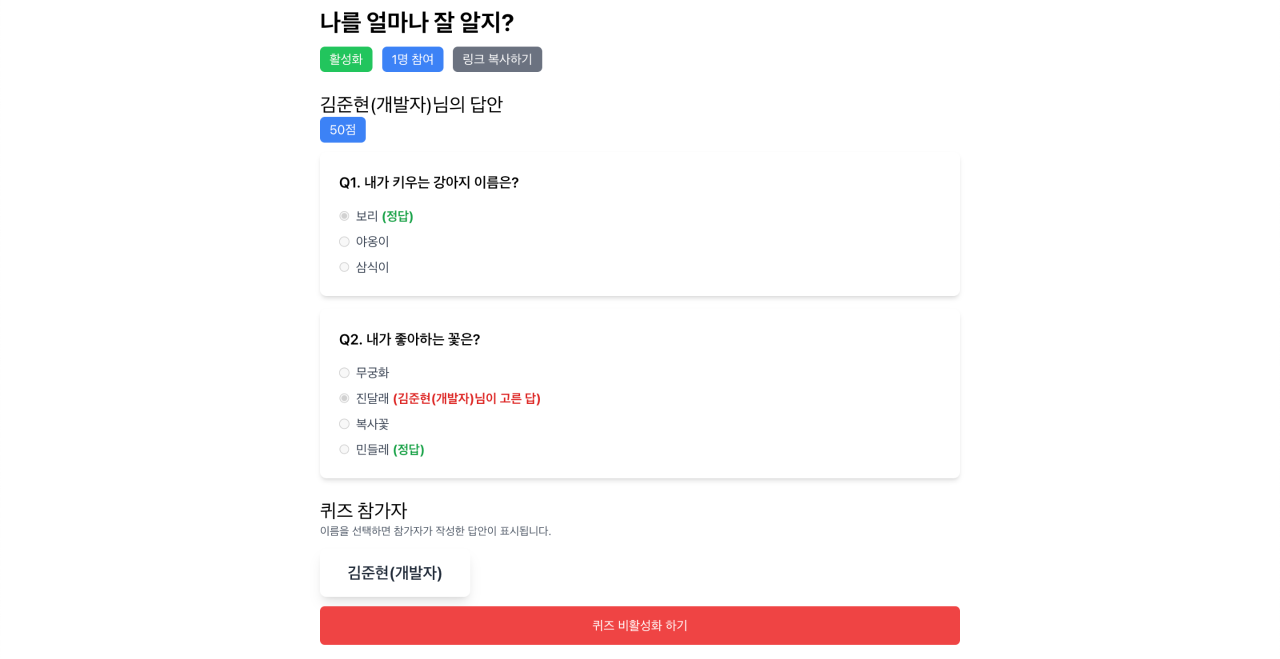 나를 얼마나 잘 알지?
활성화 1명 참여 링크 복사하기
김준현(개발자)님의 답안
50점
Q1. 내가 키우는 강아지 이름은?
보리 (정답)
야옹이
삼식이
Q2. 내가 좋아하는 꽃은?
무궁화
진달래 (김준현(개발자)님이 고른 답)
복사꽃
민들레 (정답)
퀴즈 참가자
이름을 선택하면 참가자가 작성한 답안이 표시됩니다.
김준현(개발자)
퀴즈 비활성화 하기